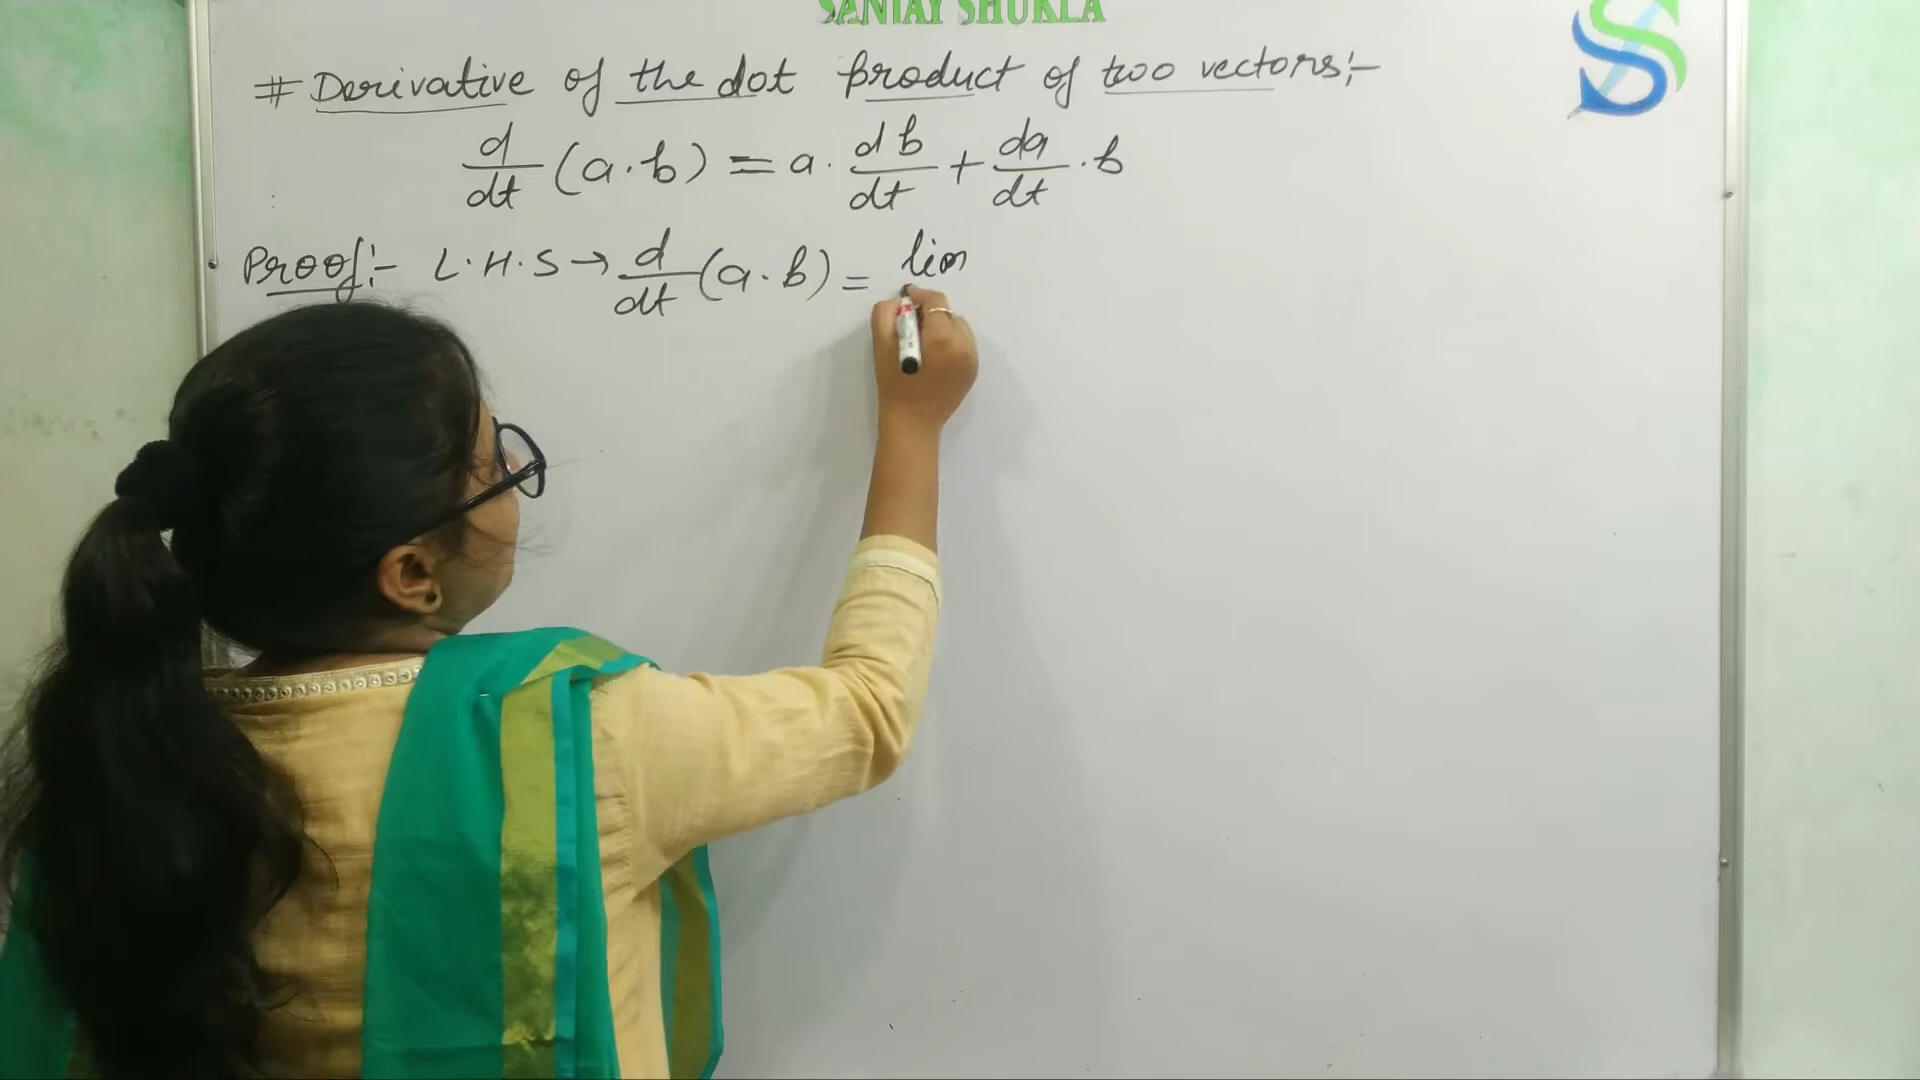 SANJAY SHUKLA
# Derivative of the dot product of two vectors:-
d/dt (a.b) = a. db/dt + da/dt .b
Proof:- L.H.S → d/dt (a.b) = lim